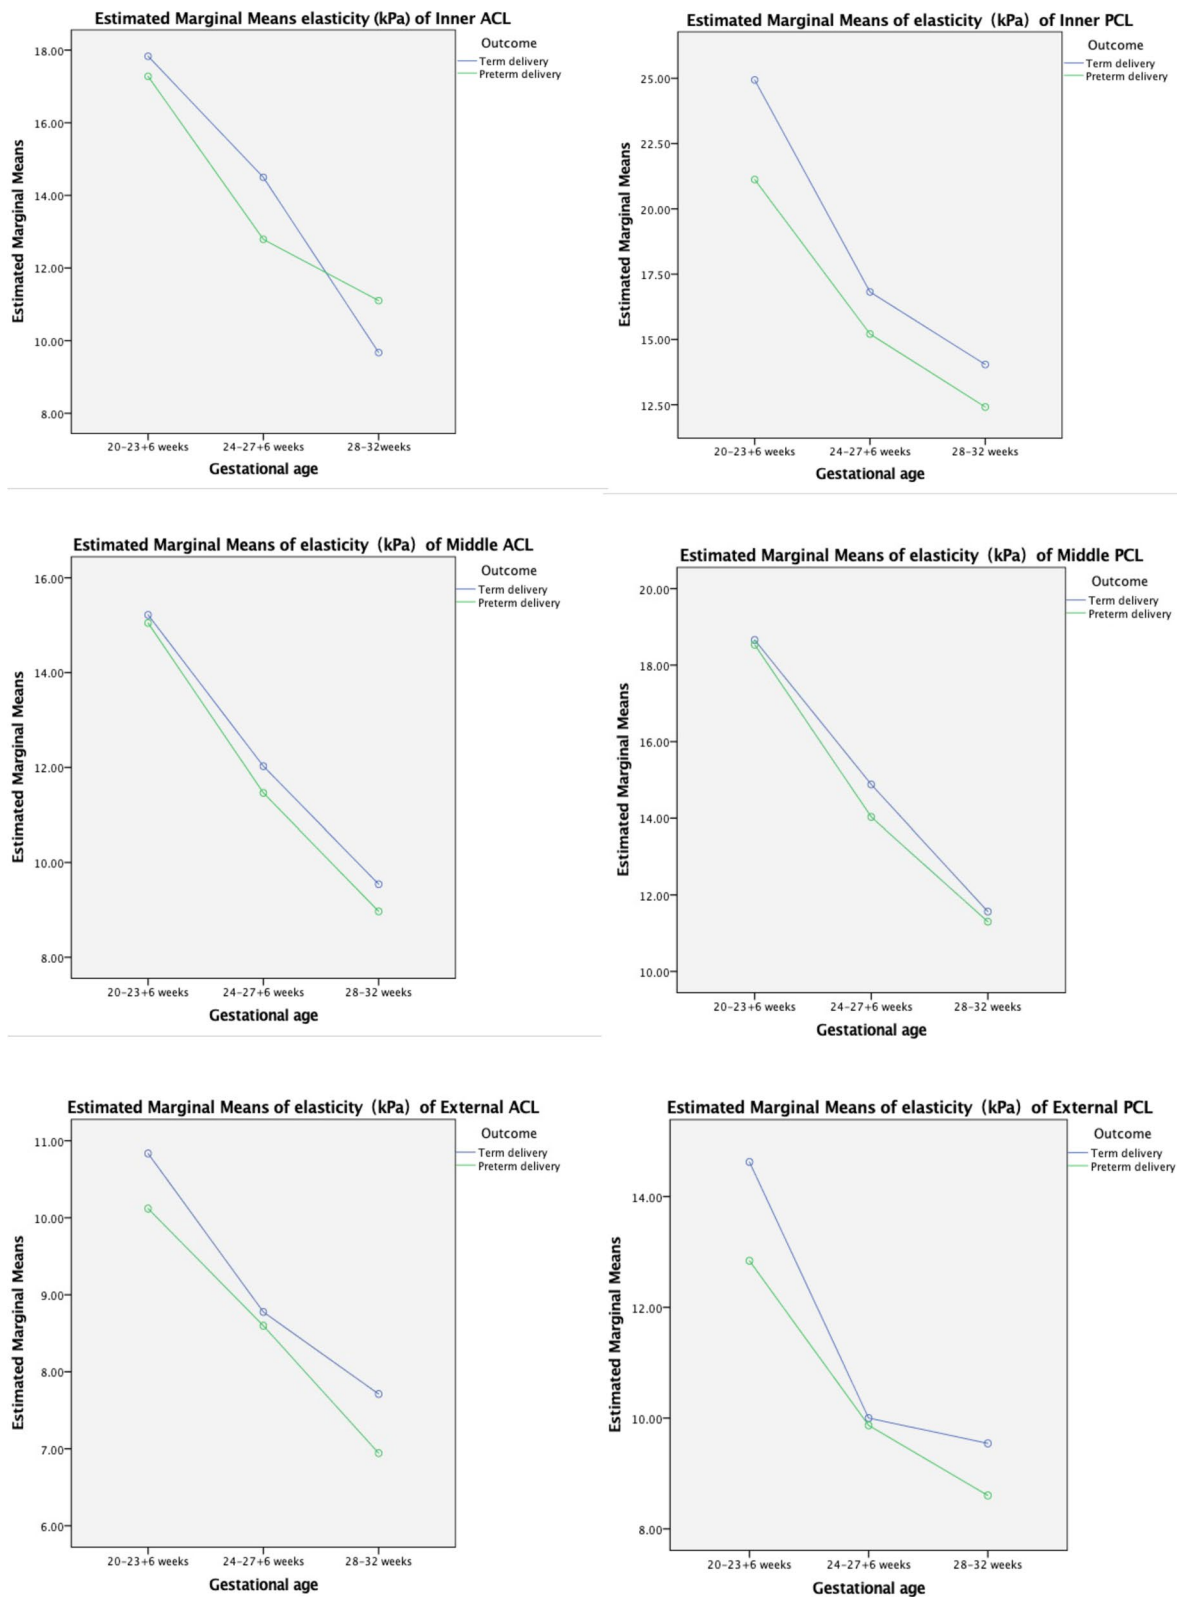 Estimated Marginal Means elasticity (kPa) of Inner ACL
Outcome
Term delivery
Preterm delivery
Estimated Marginal Means
18.00
16.00
14.00
12.00
10.00
8.00
20-23+6 weeks 24-27+6 weeks 28-32weeks
Gestational age
Estimated Marginal Means of elasticity (kPa) of Inner PCL
Outcome
Term delivery
Preterm delivery
Estimated Marginal Means
25.00
22.50
20.00
17.50
15.00
12.50
20-23+6 weeks 24-27+6 weeks 28-32 weeks
Gestational age
Estimated Marginal Means of elasticity (kPa) of Middle ACL
Outcome
Term delivery
Preterm delivery
Estimated Marginal Means
16.00
14.00
12.00
10.00
8.00
20-23+6 weeks 24-27+6 weeks 28-32 weeks
Gestational age
Estimated Marginal Means of elasticity (kPa) of Middle PCL
Outcome
Term delivery
Preterm delivery
Estimated Marginal Means
20.00
18.00
16.00
14.00
12.00
10.00
20-23+6 weeks 24-27+6 weeks 28-32 weeks
Gestational age
Estimated Marginal Means of elasticity (kPa) of External ACL
Outcome
Term delivery
Preterm delivery
Estimated Marginal Means
11.00
10.00
9.00
8.00
7.00
6.00
20-23+6 weeks 24-27+6 weeks 28-32 weeks
Gestational age
Estimated Marginal Means of elasticity (kPa) of External PCL
Outcome
Term delivery
Preterm delivery
Estimated Marginal Means
14.00
12.00
10.00
8.00
20-23+6 weeks 24-27+6 weeks 28-32 weeks
Gestational age